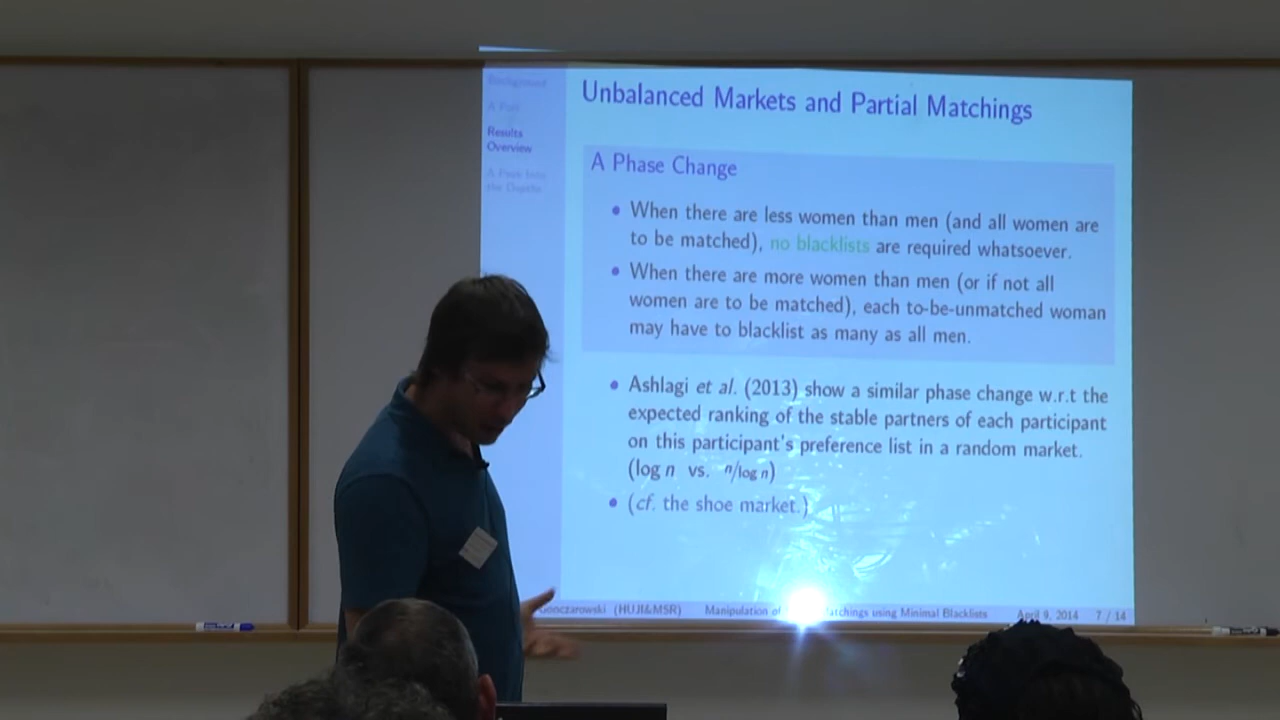 Background
Unbalanced Markets and Partial Matchings
A Peek
Results
Overview
A Peek Into
the Depths
A Phase Change
• When there are less women than men (and all women are
to be matched), no blacklists are required whatsoever.
• When there are more women than men (or if not all
women are to be matched), each to-be-unmatched woman
may have to blacklist as many as all men.
• Ashlagi et al. (2013) show a similar phase change w.r.t the
expected ranking of the stable partners of each participant
on this participant's preference list in a random market.
(log n vs. n/log n)
• (cf. the shoe market.)
Gonczarowski (HUJI&MSR) Manipulation of atchings using Minimal Blacklists April 9, 2014 7 / 14